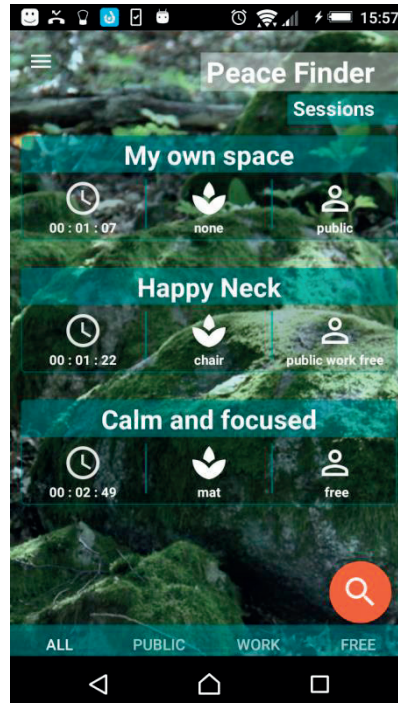 15:57
Peace Finder
Sessions
My own space
00 : 01 : 07 none public
Happy Neck
00 : 01 : 22 chair public work free
Calm and focused
00 : 02 : 49 mat free
ALL PUBLIC WORK FREE